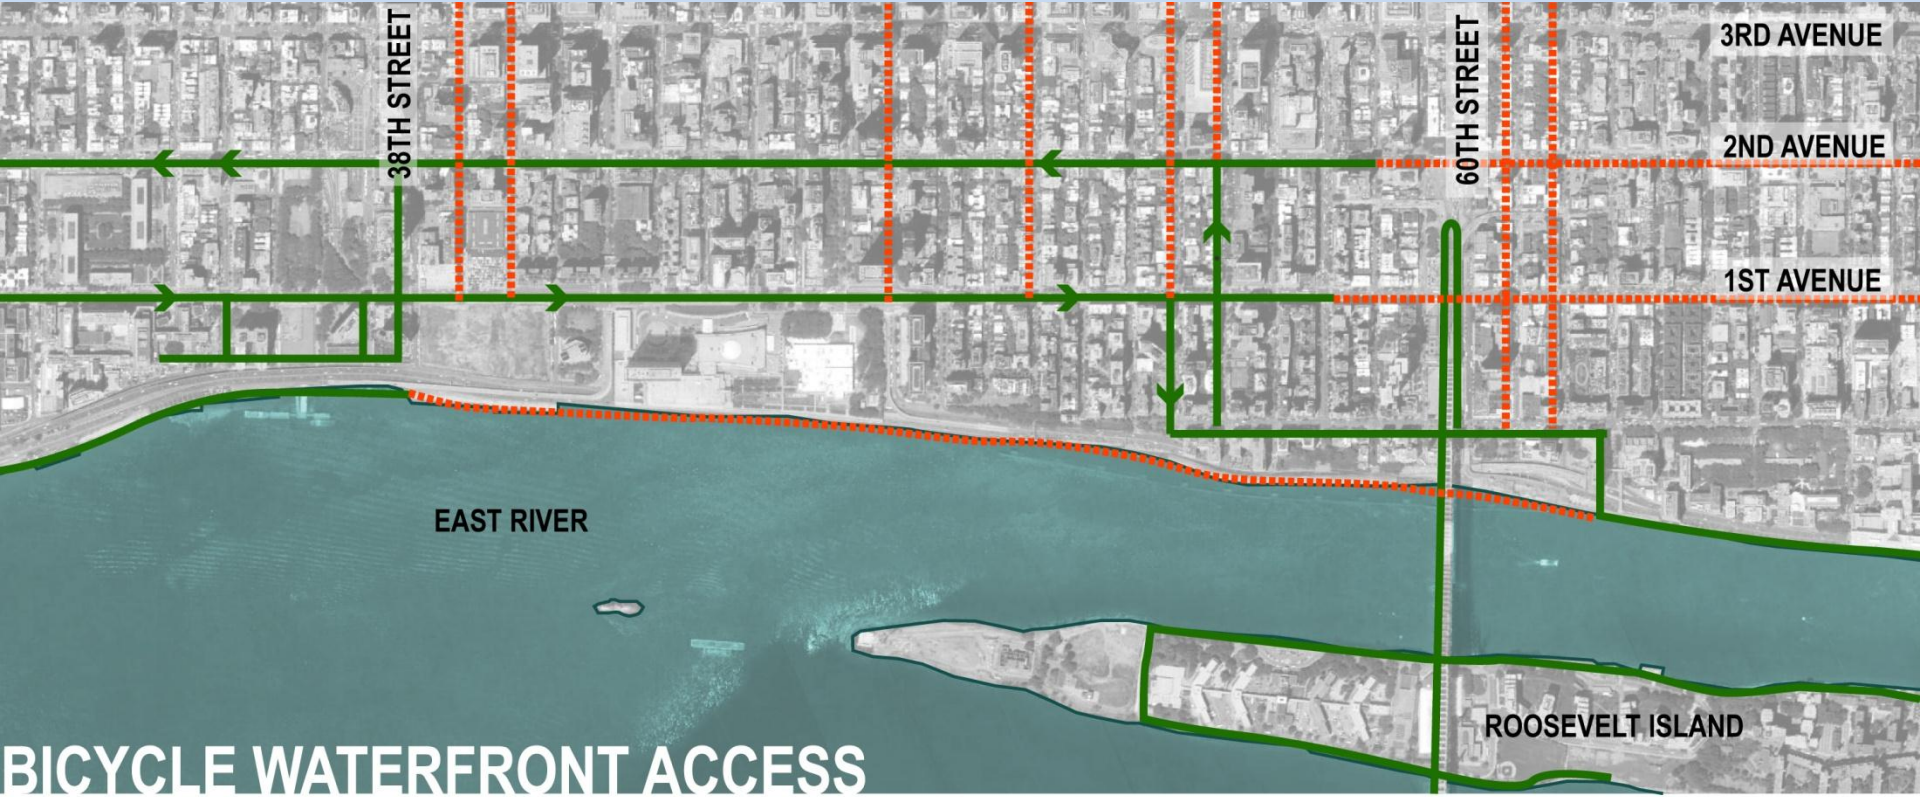 38TH STREET
60TH STREET
3RD AVENUE
2ND AVENUE
1ST AVENUE
EAST RIVER
ROOSEVELT ISLAND
BICYCLE WATERFRONT ACCESS